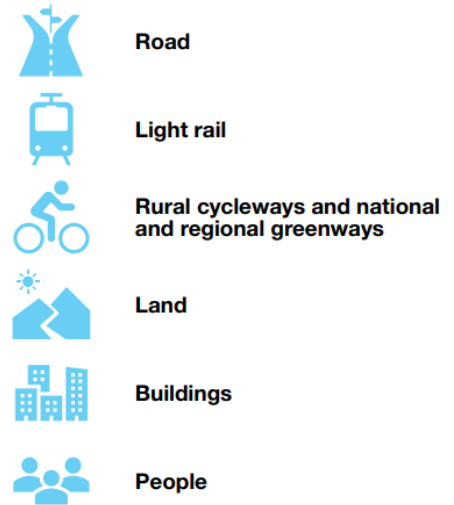 Road
Light rail
Rural cycleways and national
and regional greenways
Land
Buildings
People